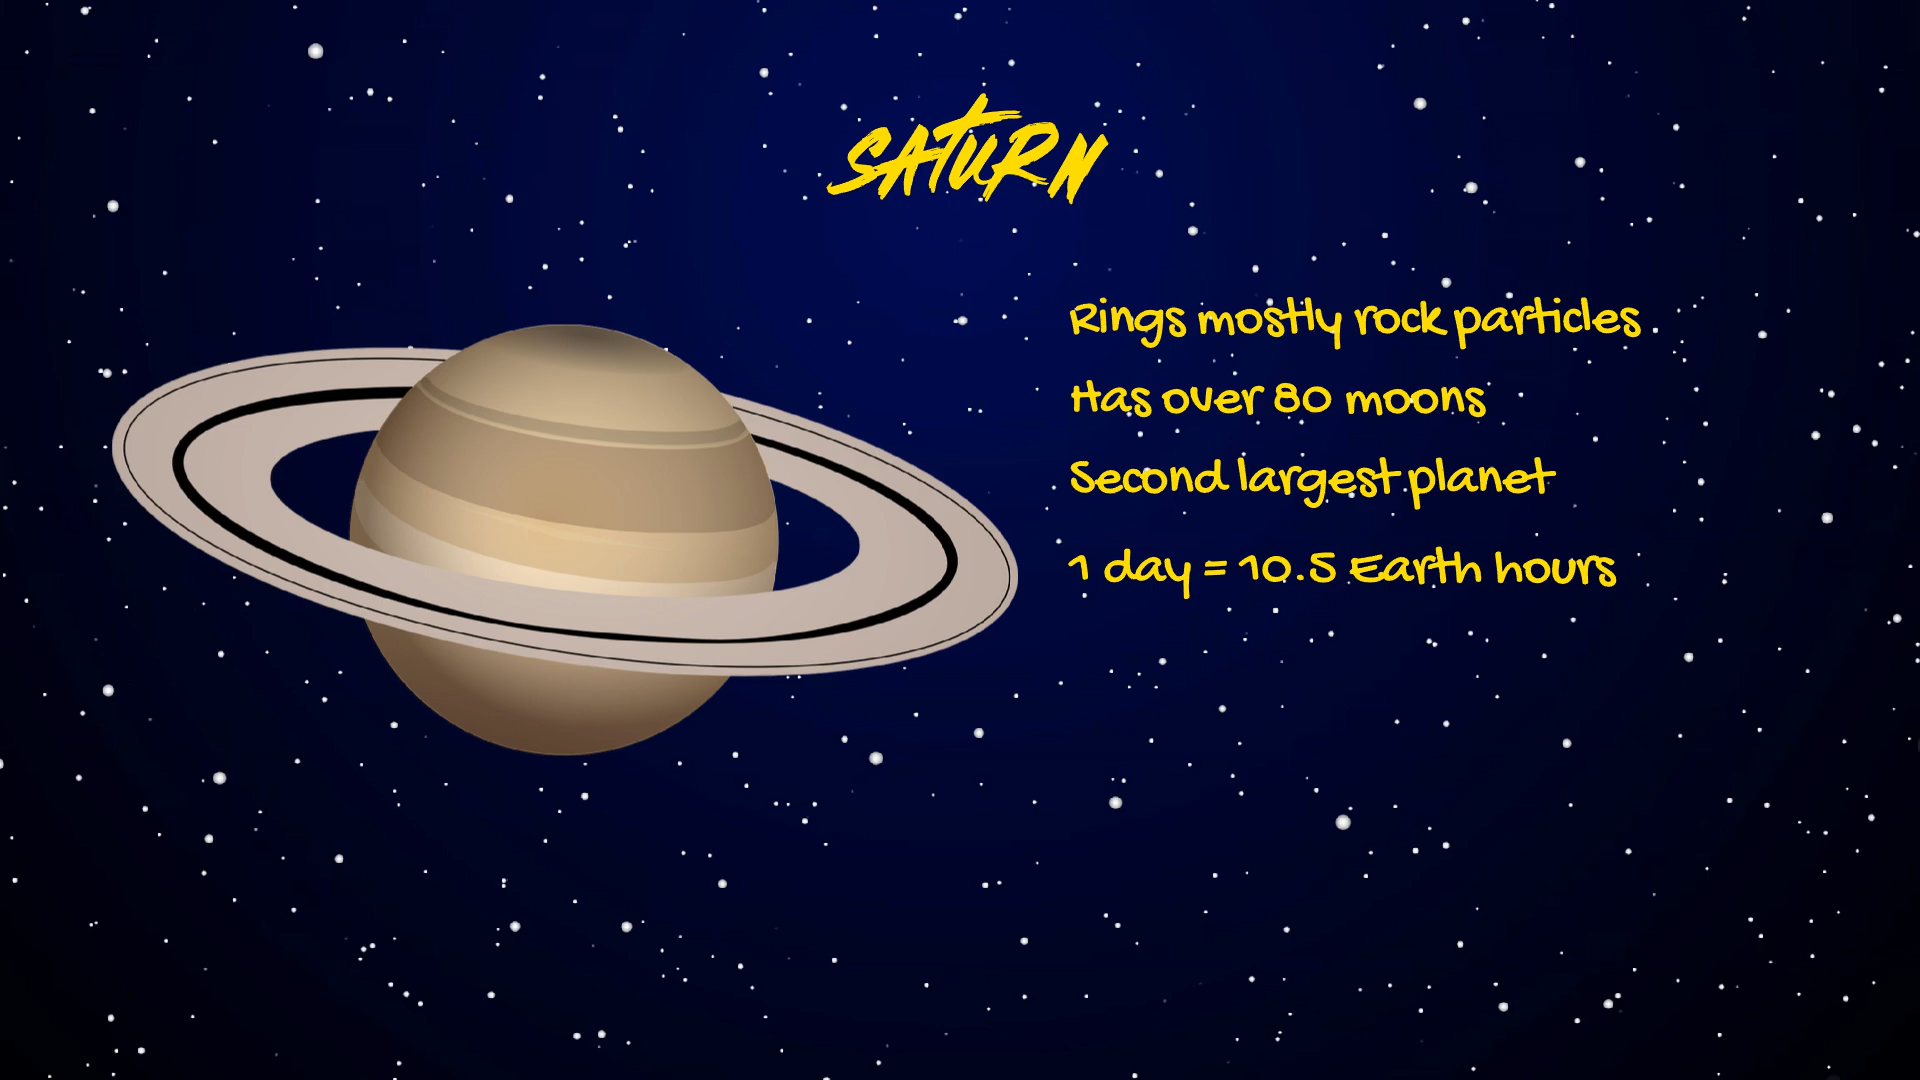 SATURN
Rings mostly rock particles
Has over 80 moons
Second largest planet
1 day = 10.5 Earth hours